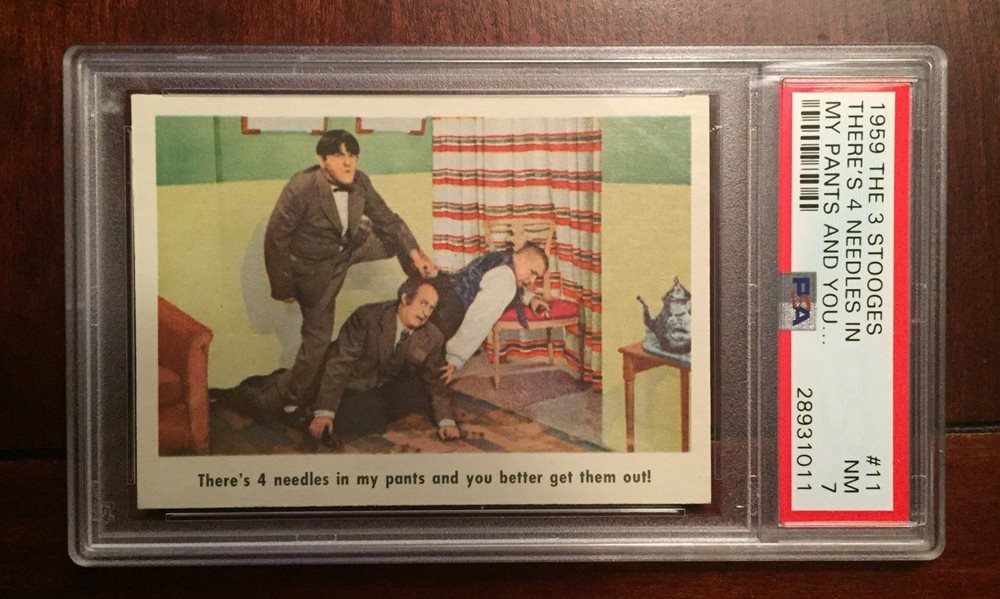 There's 4 needles in my pants and you better get them out!
1959 THE 3 STOOGES
THERE'S 4 NEEDLES IN
MY PANTS AND YOU...
#11
NM
7
28931011
PSA